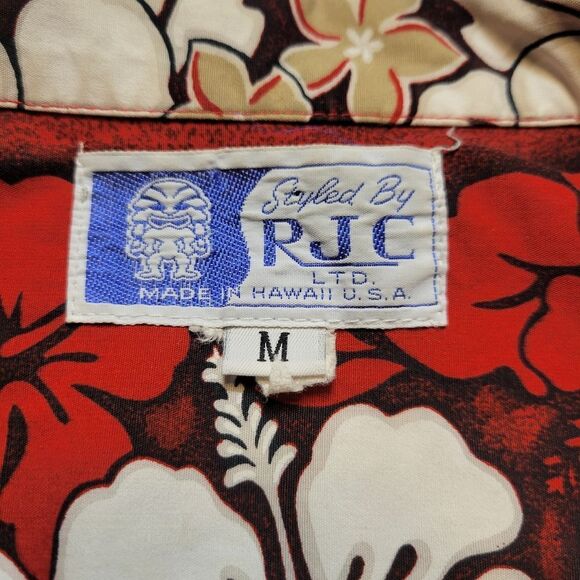 Styled By
RJC
LTD.
MADE IN HAWAII U.S.A.
M